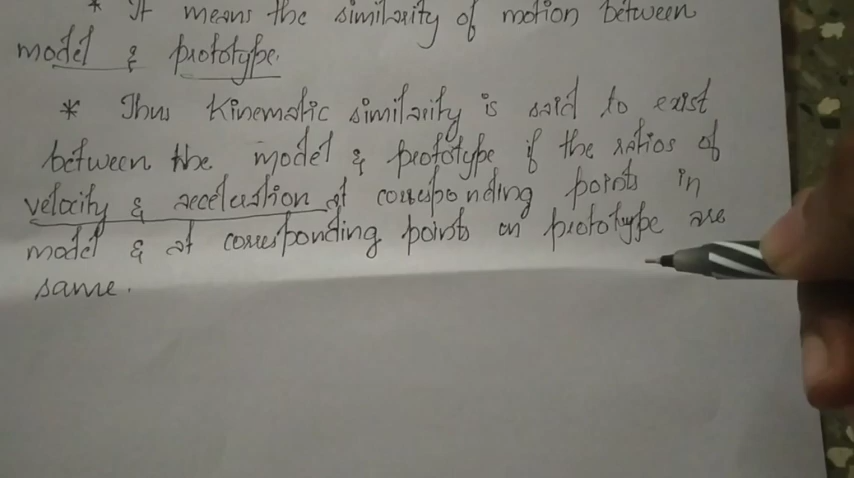 * It means the similarity of motion between
model & prototype.
* Thus Kinematic similarity is said to exist
between the model & prototype if the ratios of
velocity & acceleration at corresponding points in
model & at corresponding points on prototype are
same.